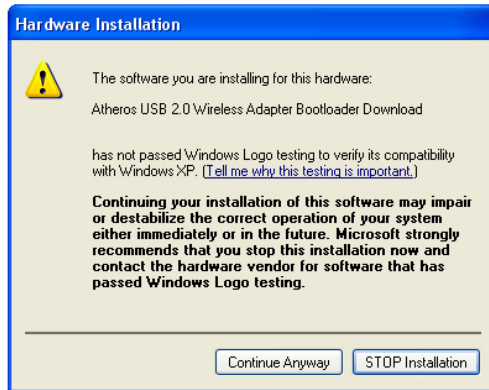 Hardware Installation
The software you are installing for this hardware:
Atheros USB 2.0 Wireless Adapter Bootloader Download
has not passed Windows Logo testing to verify its compatibility
with Windows XP. (Tell me why this testing is important.)
Continuing your installation of this software may impair
or destabilize the correct operation of your system
either immediately or in the future. Microsoft strongly
recommends that you stop this installation now and
contact the hardware vendor for software that has
passed Windows Logo testing.
Continue Anyway
STOP Installation